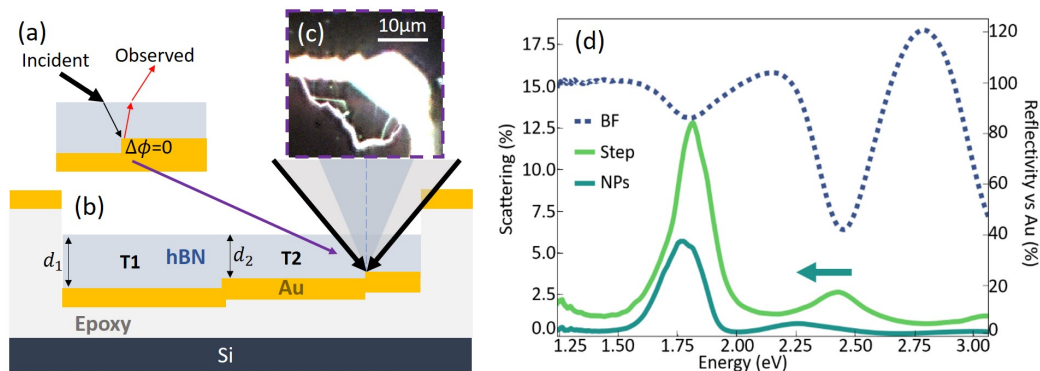 (a)
Incident
Observed
Δϕ=0
(c)
10μm
(b)
d₁
T1
hBN
d₂
T2
Au
Epoxy
Si
(d)
Scattering (%)
17.5
15.0
12.5
10.0
7.5
5.0
2.5
0.0
BF
Step
NPs
120
100
80
60
40
20
0
Reflectivity vs Au (%)
1.25 1.50 1.75 2.00 2.25 2.50 2.75 3.00
Energy (eV)